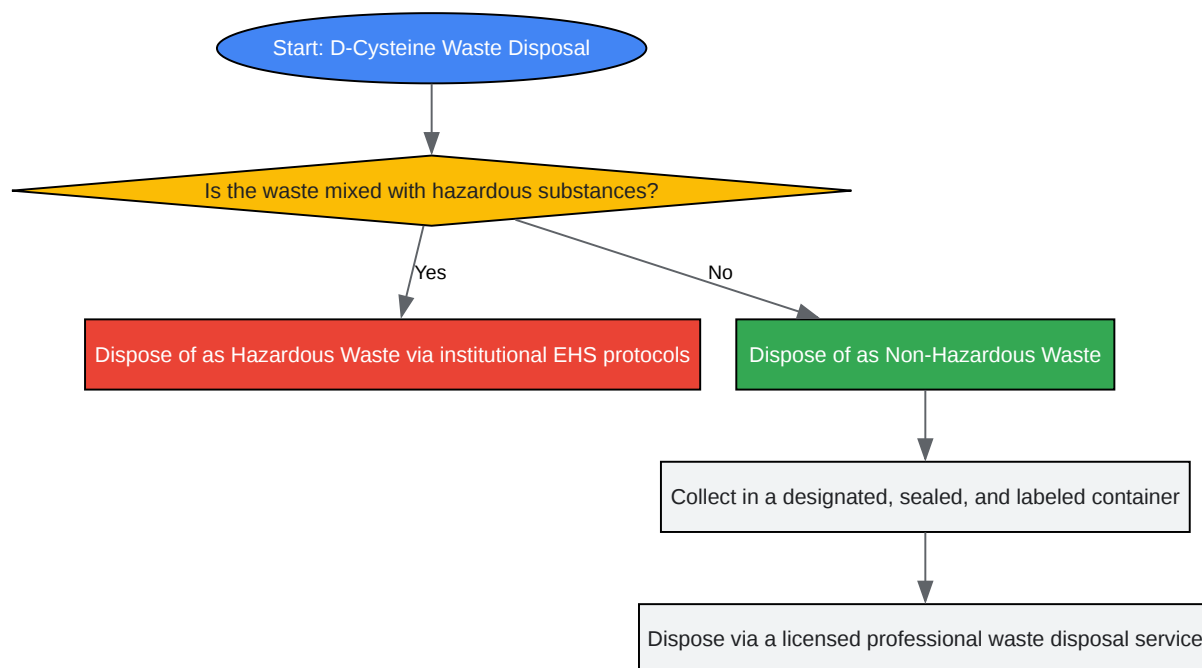 Start: D-Cysteine Waste Disposal
Is the waste mixed with hazardous substances?
Yes
No
Dispose of as Hazardous Waste via institutional EHS protocols
Dispose of as Non-Hazardous Waste
Collect in a designated, sealed, and labeled container
Dispose via a licensed professional waste disposal service